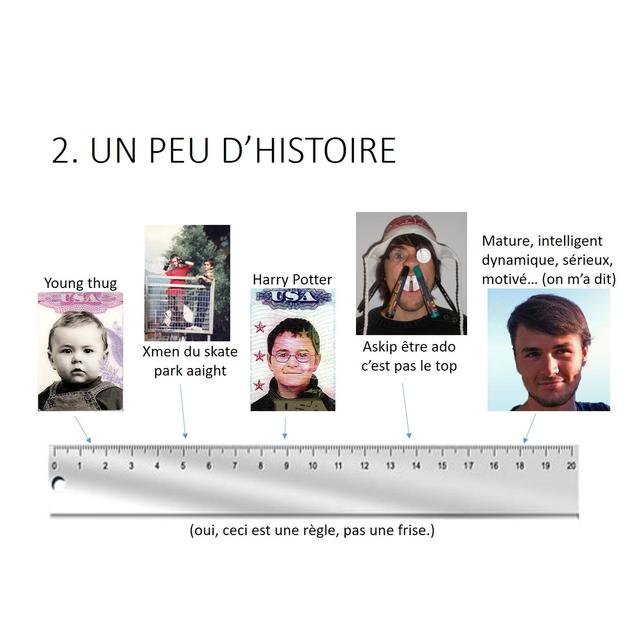 2. UN PEU D’HISTOIRE
Young thug
Xmen du skate
park aaight
Harry Potter
Askip être ado
c’est pas le top
Mature, intelligent
dynamique, sérieux,
motivé… (on m’a dit)
USA
USA
0 1 2 3 4 5 6 7 8 9 10 11 12 13 14 15 16 17 18 19 20
(oui, ceci est une règle, pas une frise.)